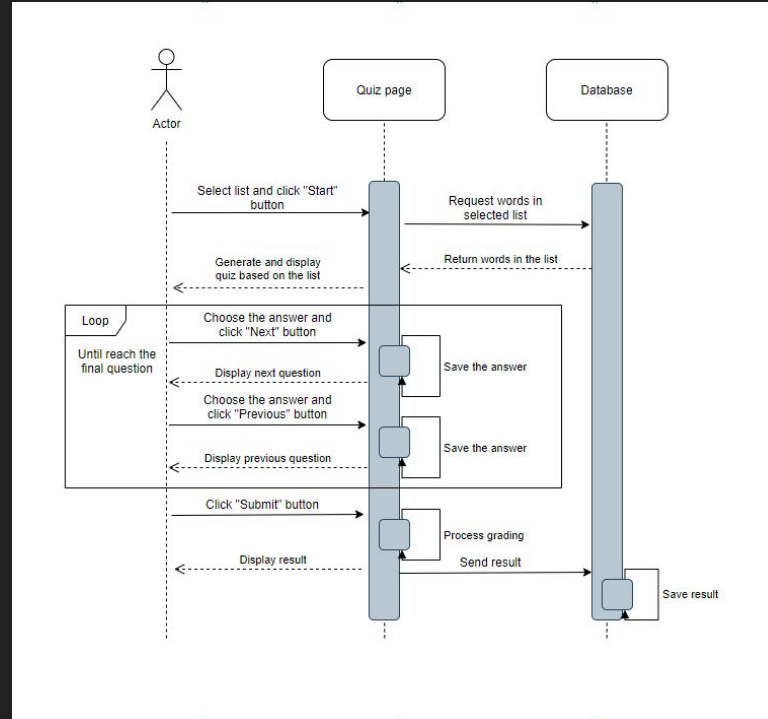 Quiz page
Database
Actor
Select list and click "Start"
button
Request words in
selected list
Generate and display
quiz based on the list
Return words in the list
Loop
Until reach the
final question
Choose the answer and
click "Next" button
Save the answer
Display next question
Choose the answer and
click "Previous" button
Save the answer
Display previous question
Click "Submit" button
Process grading
Display result
Send result
Save result